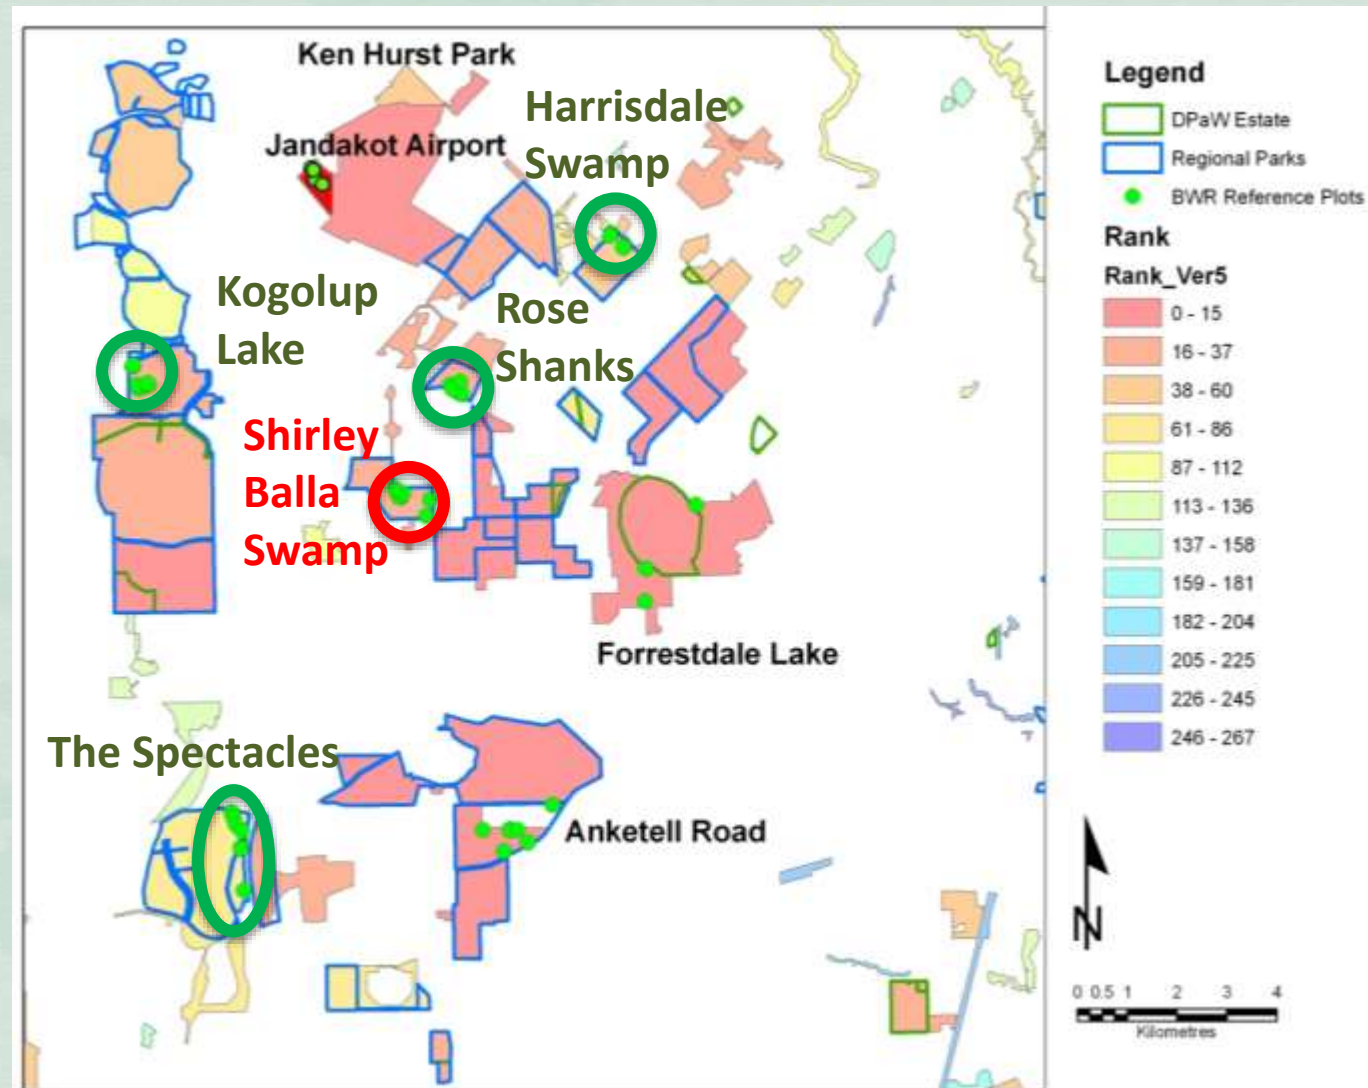 Ken Hurst Park
Jandakot Airport
Harrisdale
Swamp
Kogolup
Lake
Rose
Shanks
Shirley
Balla
Swamp
Forrestdale Lake
The Spectacles
Anketell Road
Legend
DPaW Estate
Regional Parks
BWR Reference Plots
Rank
Rank_Ver5
0 - 15
16 - 37
38 - 60
61 - 86
87 - 112
113 - 136
137 - 158
159 - 181
182 - 204
205 - 225
226 - 245
246 - 267
N
0 0.5 1 2 3 4
Kilometres